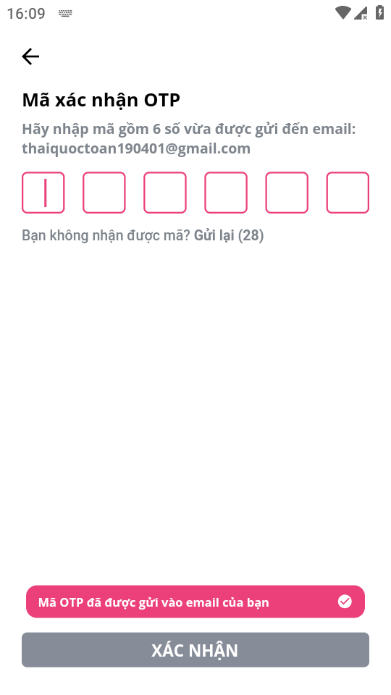 16:09
Mã xác nhận OTP
Hãy nhập mã gồm 6 số vừa được gửi đến email:
thaiquoctoan190401@gmail.com
Bạn không nhận được mã? Gửi lại (28)
Mã OTP đã được gửi vào email của bạn
XÁC NHẬN